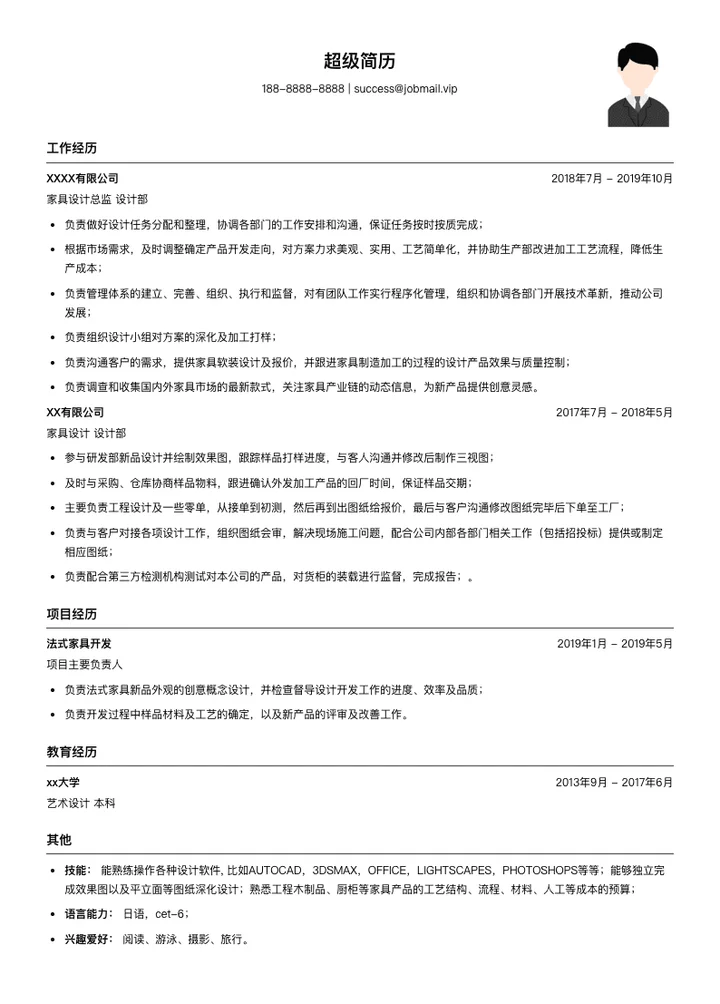 超级简历
188-8888-8888 | success@jobmail.vip
工作经历
XXXX有限公司 2018年7月 – 2019年10月
家具设计总监 设计部
• 负责做好设计任务分配和整理，协调各部门的工作安排和沟通，保证任务按时按质完成；
• 根据市场需求，及时调整确定产品开发走向，对方案力求美观、实用、工艺简单化，并协助生产部改进加工工艺流程，降低生
产成本；
• 负责管理体系的建立、完善、组织、执行和监督，对有团队工作实行程序化管理，组织和协调各部门开展技术革新，推动公司
发展；
• 负责组织设计小组对方案的深化及加工打样；
• 负责沟通客户的需求，提供家具软装设计及报价，并跟进家具制造加工的过程的设计产品效果与质量控制；
• 负责调查和收集国内外家具市场的最新款式，关注家具产业链的动态信息，为新产品提供创意灵感。
XX有限公司 2017年7月 – 2018年5月
家具设计 设计部
• 参与研发部新品设计并绘制效果图，跟踪样品打样进度，与客人沟通并修改后制作三视图；
• 及时与采购、仓库协商样品物料，跟进确认外发加工产品的回厂时间，保证样品交期；
• 主要负责工程设计及一些零单，从接单到初测，然后再到出图纸给报价，最后与客户沟通修改图纸完毕后下单至工厂；
• 负责与客户对接各项设计工作，组织图纸会审，解决现场施工问题，配合公司内部各部门相关工作（包括招投标）提供或制定
相应图纸；
• 负责配合第三方检测机构测试对本公司的产品，对货柜的装载进行监督，完成报告；。
项目经历
法式家具开发 2019年1月 – 2019年5月
项目主要负责人
• 负责法式家具新品外观的创意概念设计，并检查督导设计开发工作的进度、效率及品质；
• 负责开发过程中样品材料及工艺的确定，以及新产品的评审及改善工作。
教育经历
xx大学 2013年9月 – 2017年6月
艺术设计 本科
其他
• 技能： 能熟练操作各种设计软件, 比如AUTOCAD，3DSMAX，OFFICE，LIGHTSCAPES，PHOTOSHOPS等等；能够独立完
成效果图以及平立面等图纸深化设计；熟悉工程木制品、厨柜等家具产品的工艺结构、流程、材料、人工等成本的预算；
• 语言能力： 日语，cet-6；
• 兴趣爱好： 阅读、游泳、摄影、旅行。